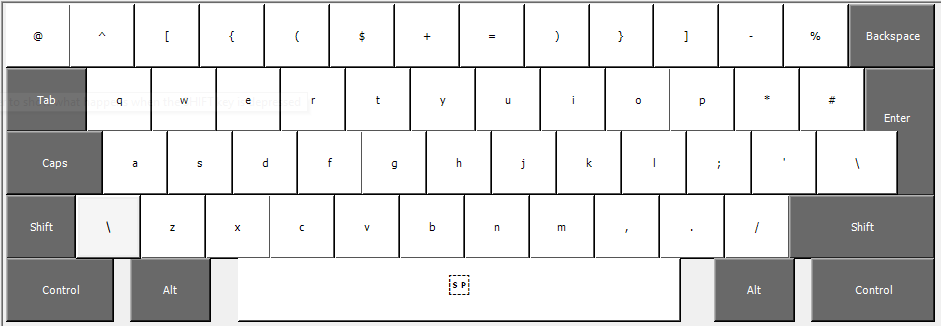 @ ^ [ { ( $ + = ) } ] - % Backspace
Tab q w e r t y u i o p * # Enter
Caps a s d f g h j k l ; ' \
Shift \ z x c v b n m , . / Shift
Control Alt SP Alt Control